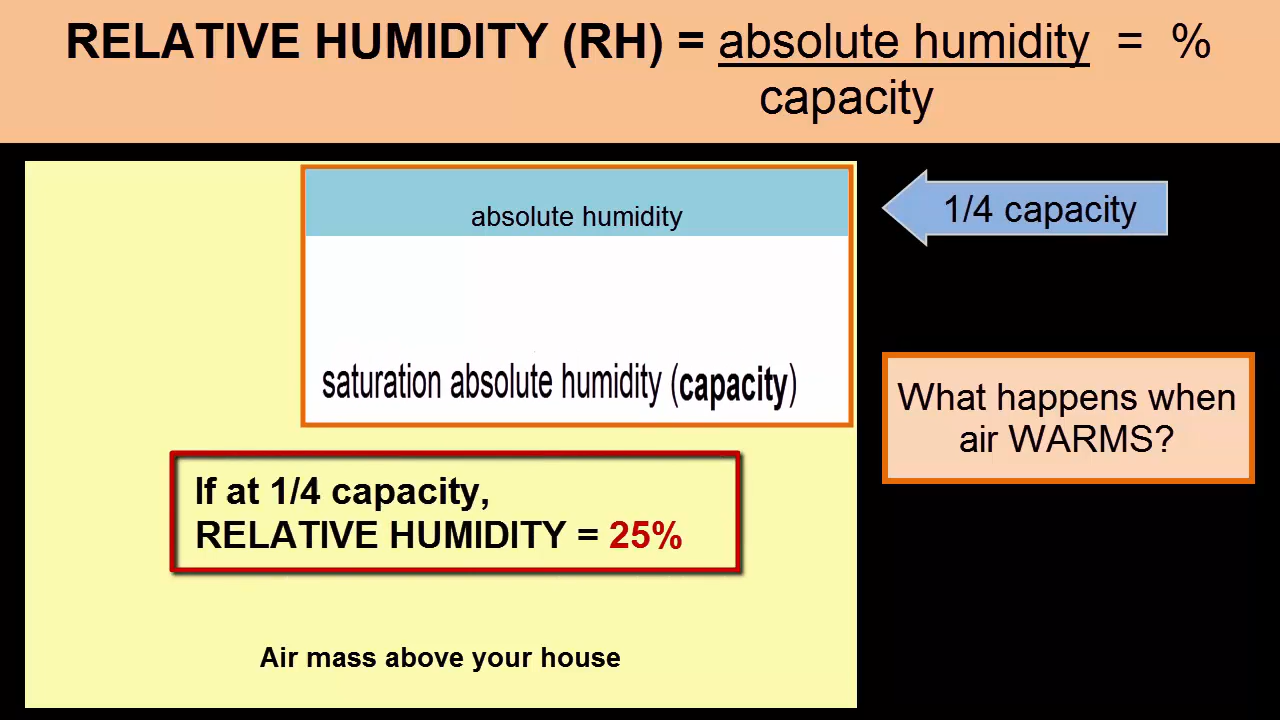 RELATIVE HUMIDITY (RH) = absolute humidity = %
capacity
absolute humidity
1/4 capacity
saturation absolute humidity (capacity)
What happens when
air WARMS?
If at 1/4 capacity,
RELATIVE HUMIDITY = 25%
Air mass above your house